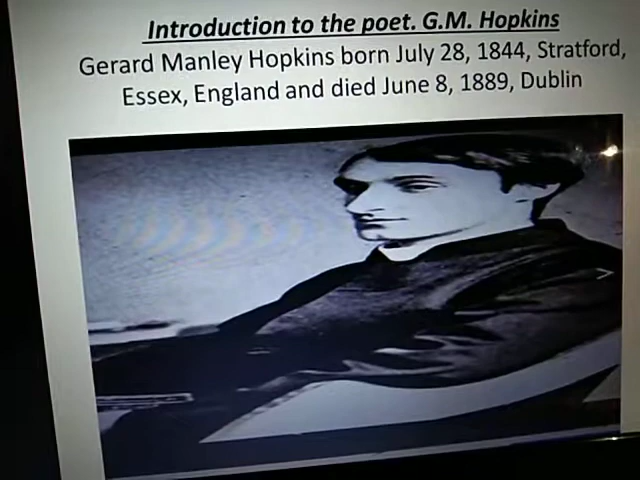 Introduction to the poet. G.M. Hopkins
Gerard Manley Hopkins born July 28, 1844, Stratford,
Essex, England and died June 8, 1889, Dublin